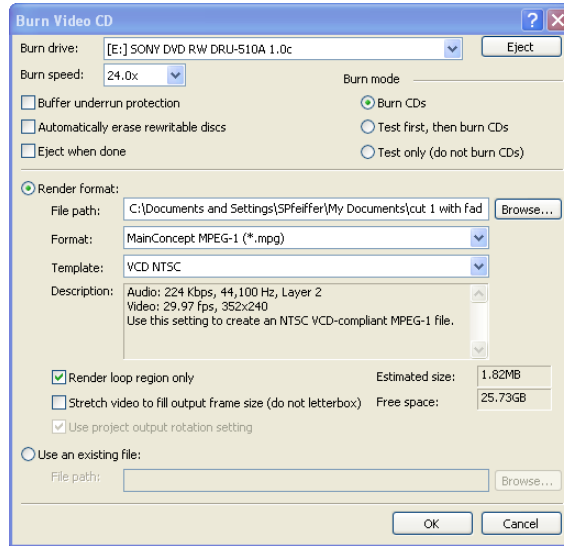 Burn Video CD
Burn drive: [E:] SONY DVD RW DRU-510A 1.0c Eject
Burn speed: 24.0x Burn mode
Buffer underrun protection Burn CDs
Automatically erase rewritable discs Test first, then burn CDs
Eject when done Test only (do not burn CDs)
Render format:
File path: C:\Documents and Settings\SPfeiffer\My Documents\cut 1 with fad Browse...
Format: MainConcept MPEG-1 (*.mpg)
Template: VCD NTSC
Description: Audio: 224 Kbps, 44,100 Hz, Layer 2
Video: 29.97 fps, 352x240
Use this setting to create an NTSC VCD-compliant MPEG-1 file.
Render loop region only Estimated size: 1.82MB
Stretch video to fill output frame size (do not letterbox) Free space: 25.73GB
Use project output rotation setting
Use an existing file:
File path: Browse...
OK Cancel